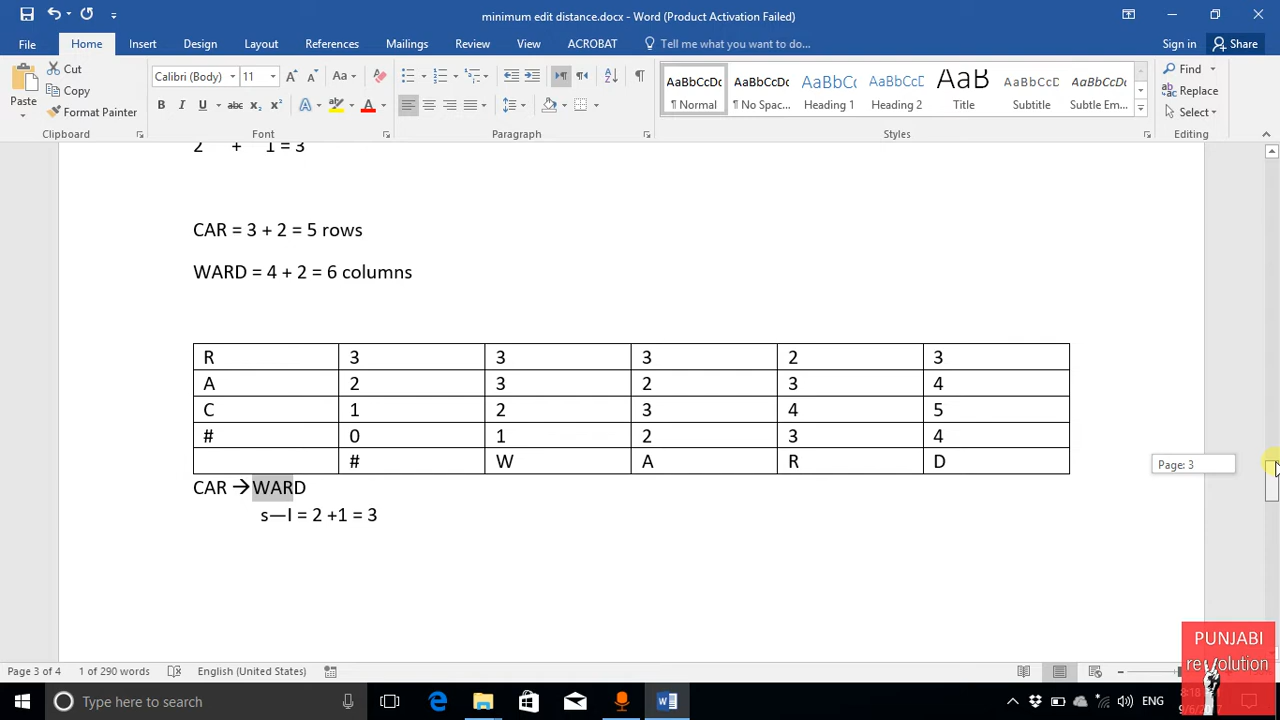 minimum edit distance.docx - Word (Product Activation Failed)
File Home Insert Design Layout References Mailings Review View ACROBAT Tell me what you want to do... Sign in Share
Paste Cut Copy Format Painter
Clipboard
Calibri (Body) 11
Font
Paragraph
AaBbCcDc AaBbCcDc AaBbCc AaBbCcD AaB AaBbCcD AaBbCcDc
¶ Normal ¶ No Spac... Heading Heading 2 Title Subtitle Subtle Em...
Styles
Find Replace Select
Editing
2 + 1 = 3
CAR = 3 + 2 = 5 rows
WARD = 4 + 2 = 6 columns
R 3 3 3 2 3
A 2 3 2 3 4
C 1 2 3 4 5
# 0 1 2 3 4
# W A R D
CAR → WARD
s—I = 2 +1 = 3
Page: 3
PUNJABI
revolution
Page 3 of 4 1 of 290 words English (United States)
Type here to search
ENG
8:18
9/6/2017